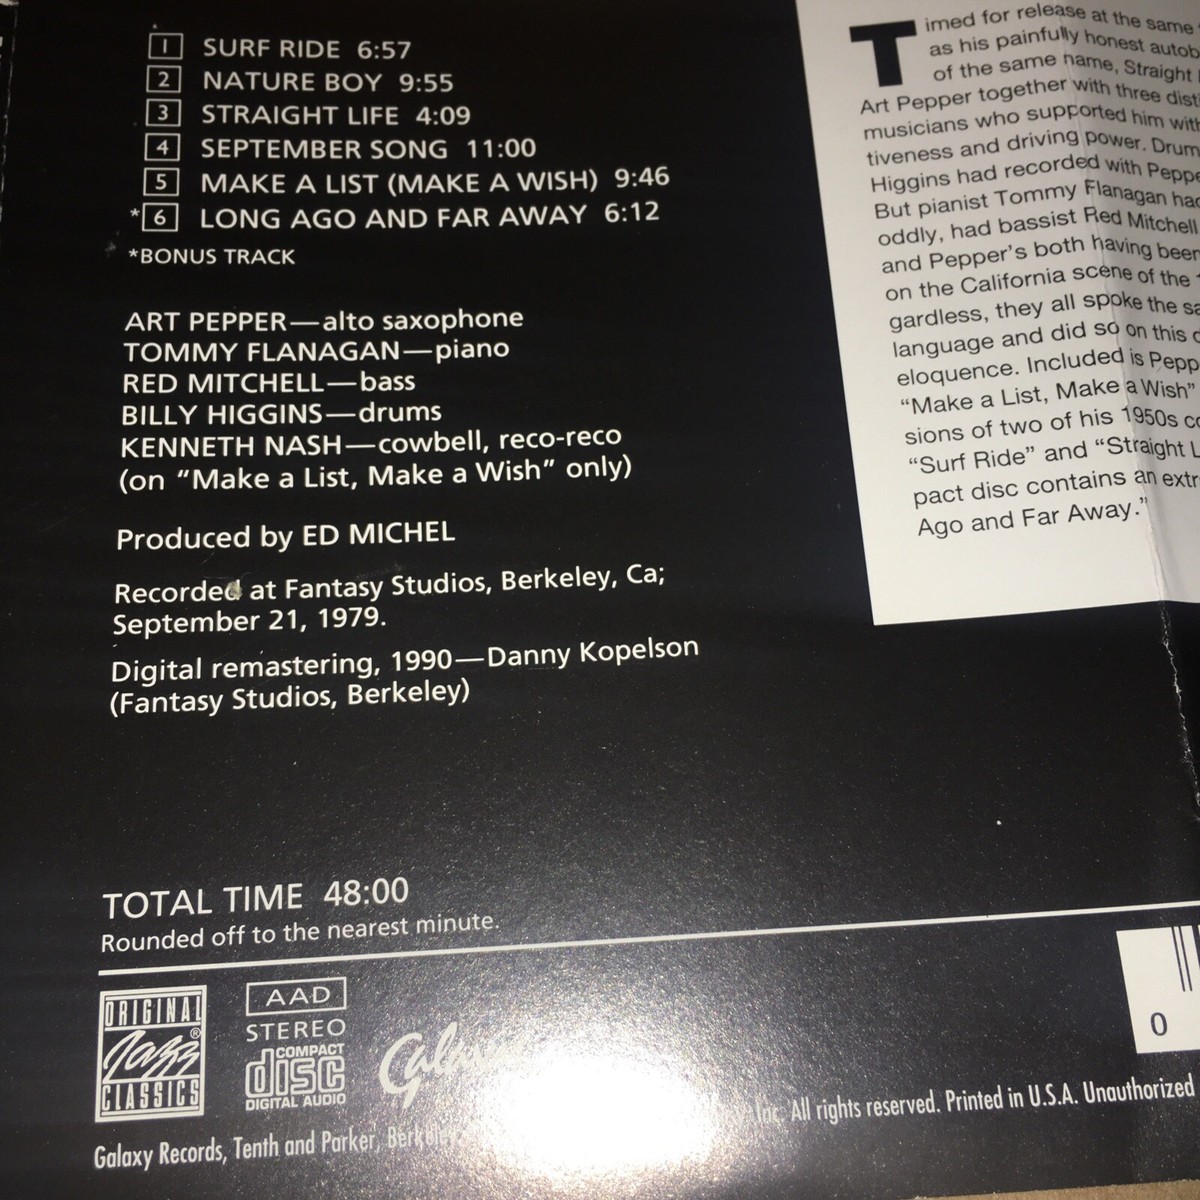 1 SURF RIDE 6:57
2 NATURE BOY 9:55
3 STRAIGHT LIFE 4:09
4 SEPTEMBER SONG 11:00
5 MAKE A LIST (MAKE A WISH) 9:46
*6 LONG AGO AND FAR AWAY 6:12
*BONUS TRACK
ART PEPPER—alto saxophone
TOMMY FLANAGAN—piano
RED MITCHELL—bass
BILLY HIGGINS—drums
KENNETH NASH—cowbell, reco-reco
(on “Make a List, Make a Wish” only)
Produced by ED MICHEL
Recorded at Fantasy Studios, Berkeley, Ca;
September 21, 1979.
Digital remastering, 1990—Danny Kopelson
(Fantasy Studios, Berkeley)
TOTAL TIME 48:00
Rounded off to the nearest minute.
Timed for release at the same
as his painfully honest
of the same name, Straight
Art Pepper together with three
musicians who supported him with
tiveness and driving power.
Higgins had recorded with
But pianist Tommy Flanagan
oddly, had bassist Red Mitchell
and Pepper's both having been
on the California scene of the
gardless, they all spoke the
language and did so on this
eloquence. Included is
“Make a List, Make a Wish”
sions of two of his 1950s
“Surf Ride” and “Straight
pact disc contains an
Ago and Far Away.”
ORIGINAL
Jazz®
CLASSICS
AAD
STEREO
COMPACT
disc
DIGITAL AUDIO
Galaxy
0
Galaxy Records, Tenth and Parker, Berkeley, Inc. All rights reserved. Printed in U.S.A. Unauthorized